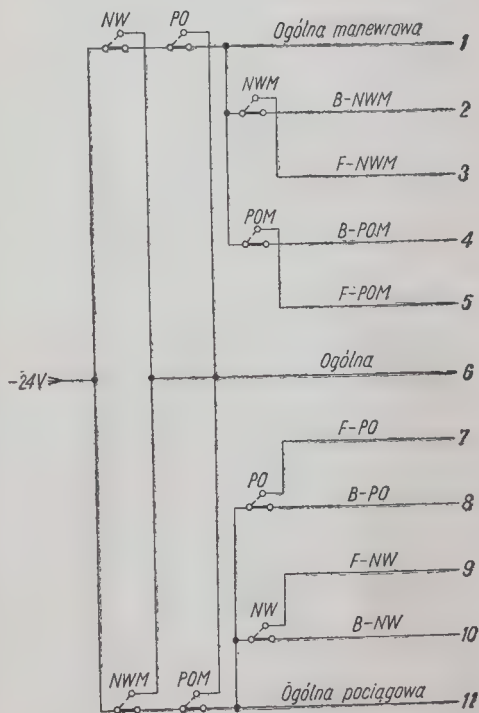 NW PO Ogólna manewrowa 1
NWM B-NWM 2
F-NWM 3
POM B-POM 4
F-POM 5
-24V Ogólna 6
F-PO 7
PO B-PO 8
F-NW 9
NW B-NW 10
NWM POM Ogólna pociągowa 11